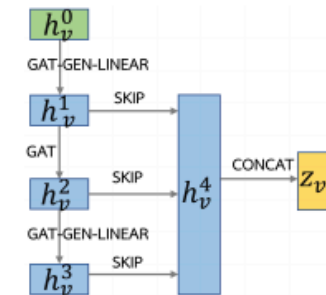 h_v^0
GAT-GEN-LINEAR
h_v^1
SKIP
GAT
h_v^2
SKIP
h_v^4
CONCAT
z_v
GAT-GEN-LINEAR
h_v^3
SKIP